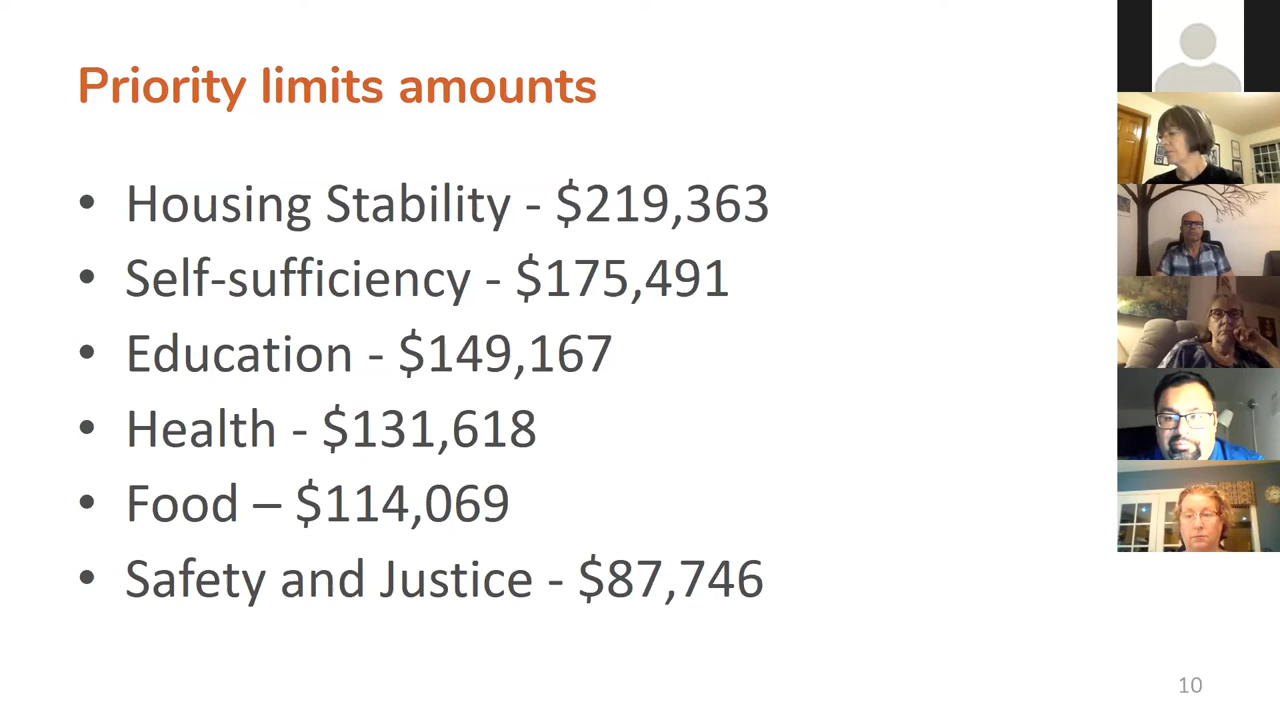 Priority limits amounts
• Housing Stability - $219,363
• Self-sufficiency - $175,491
• Education - $149,167
• Health - $131,618
• Food – $114,069
• Safety and Justice - $87,746
10